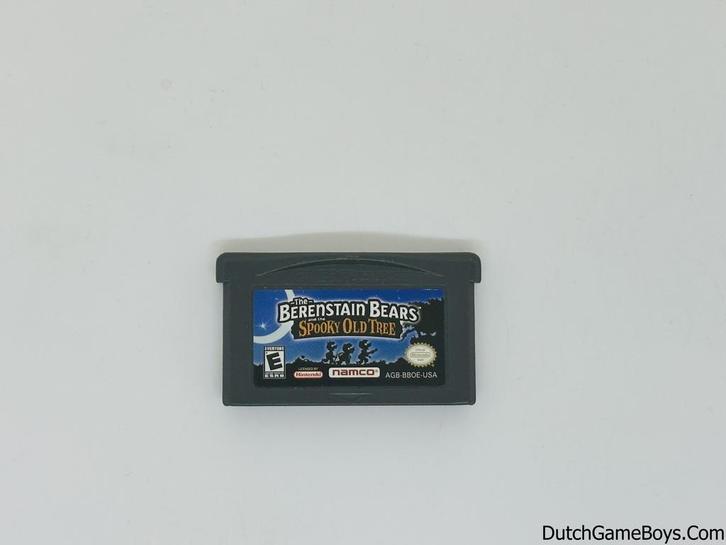 The
BERENSTAIN BEARS
and the
SPOOKY OLD TREE
EVERYONE
E
ESRB
LICENSED BY
Nintendo
namco
AGB-BBOE-USA
Nintendo
DutchGameBoys.Com